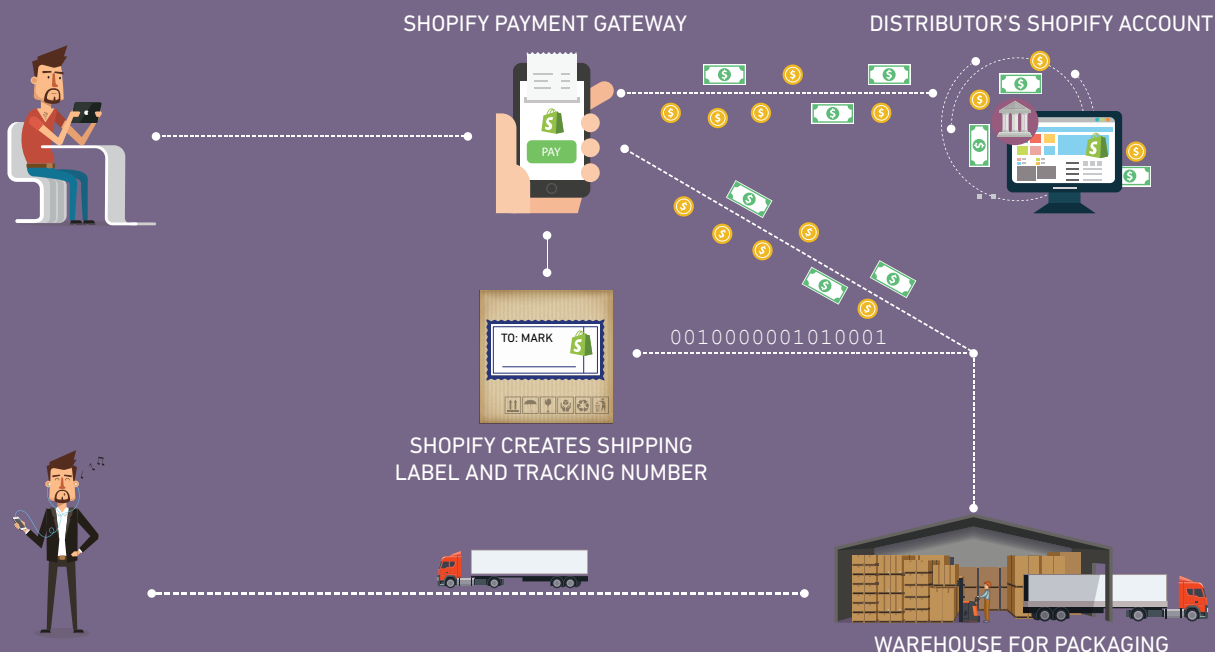 SHOPIFY PAYMENT GATEWAY
DISTRIBUTOR'S SHOPIFY ACCOUNT
PAY
TO: MARK
0010000001010001
SHOPIFY CREATES SHIPPING
LABEL AND TRACKING NUMBER
WAREHOUSE FOR PACKAGING